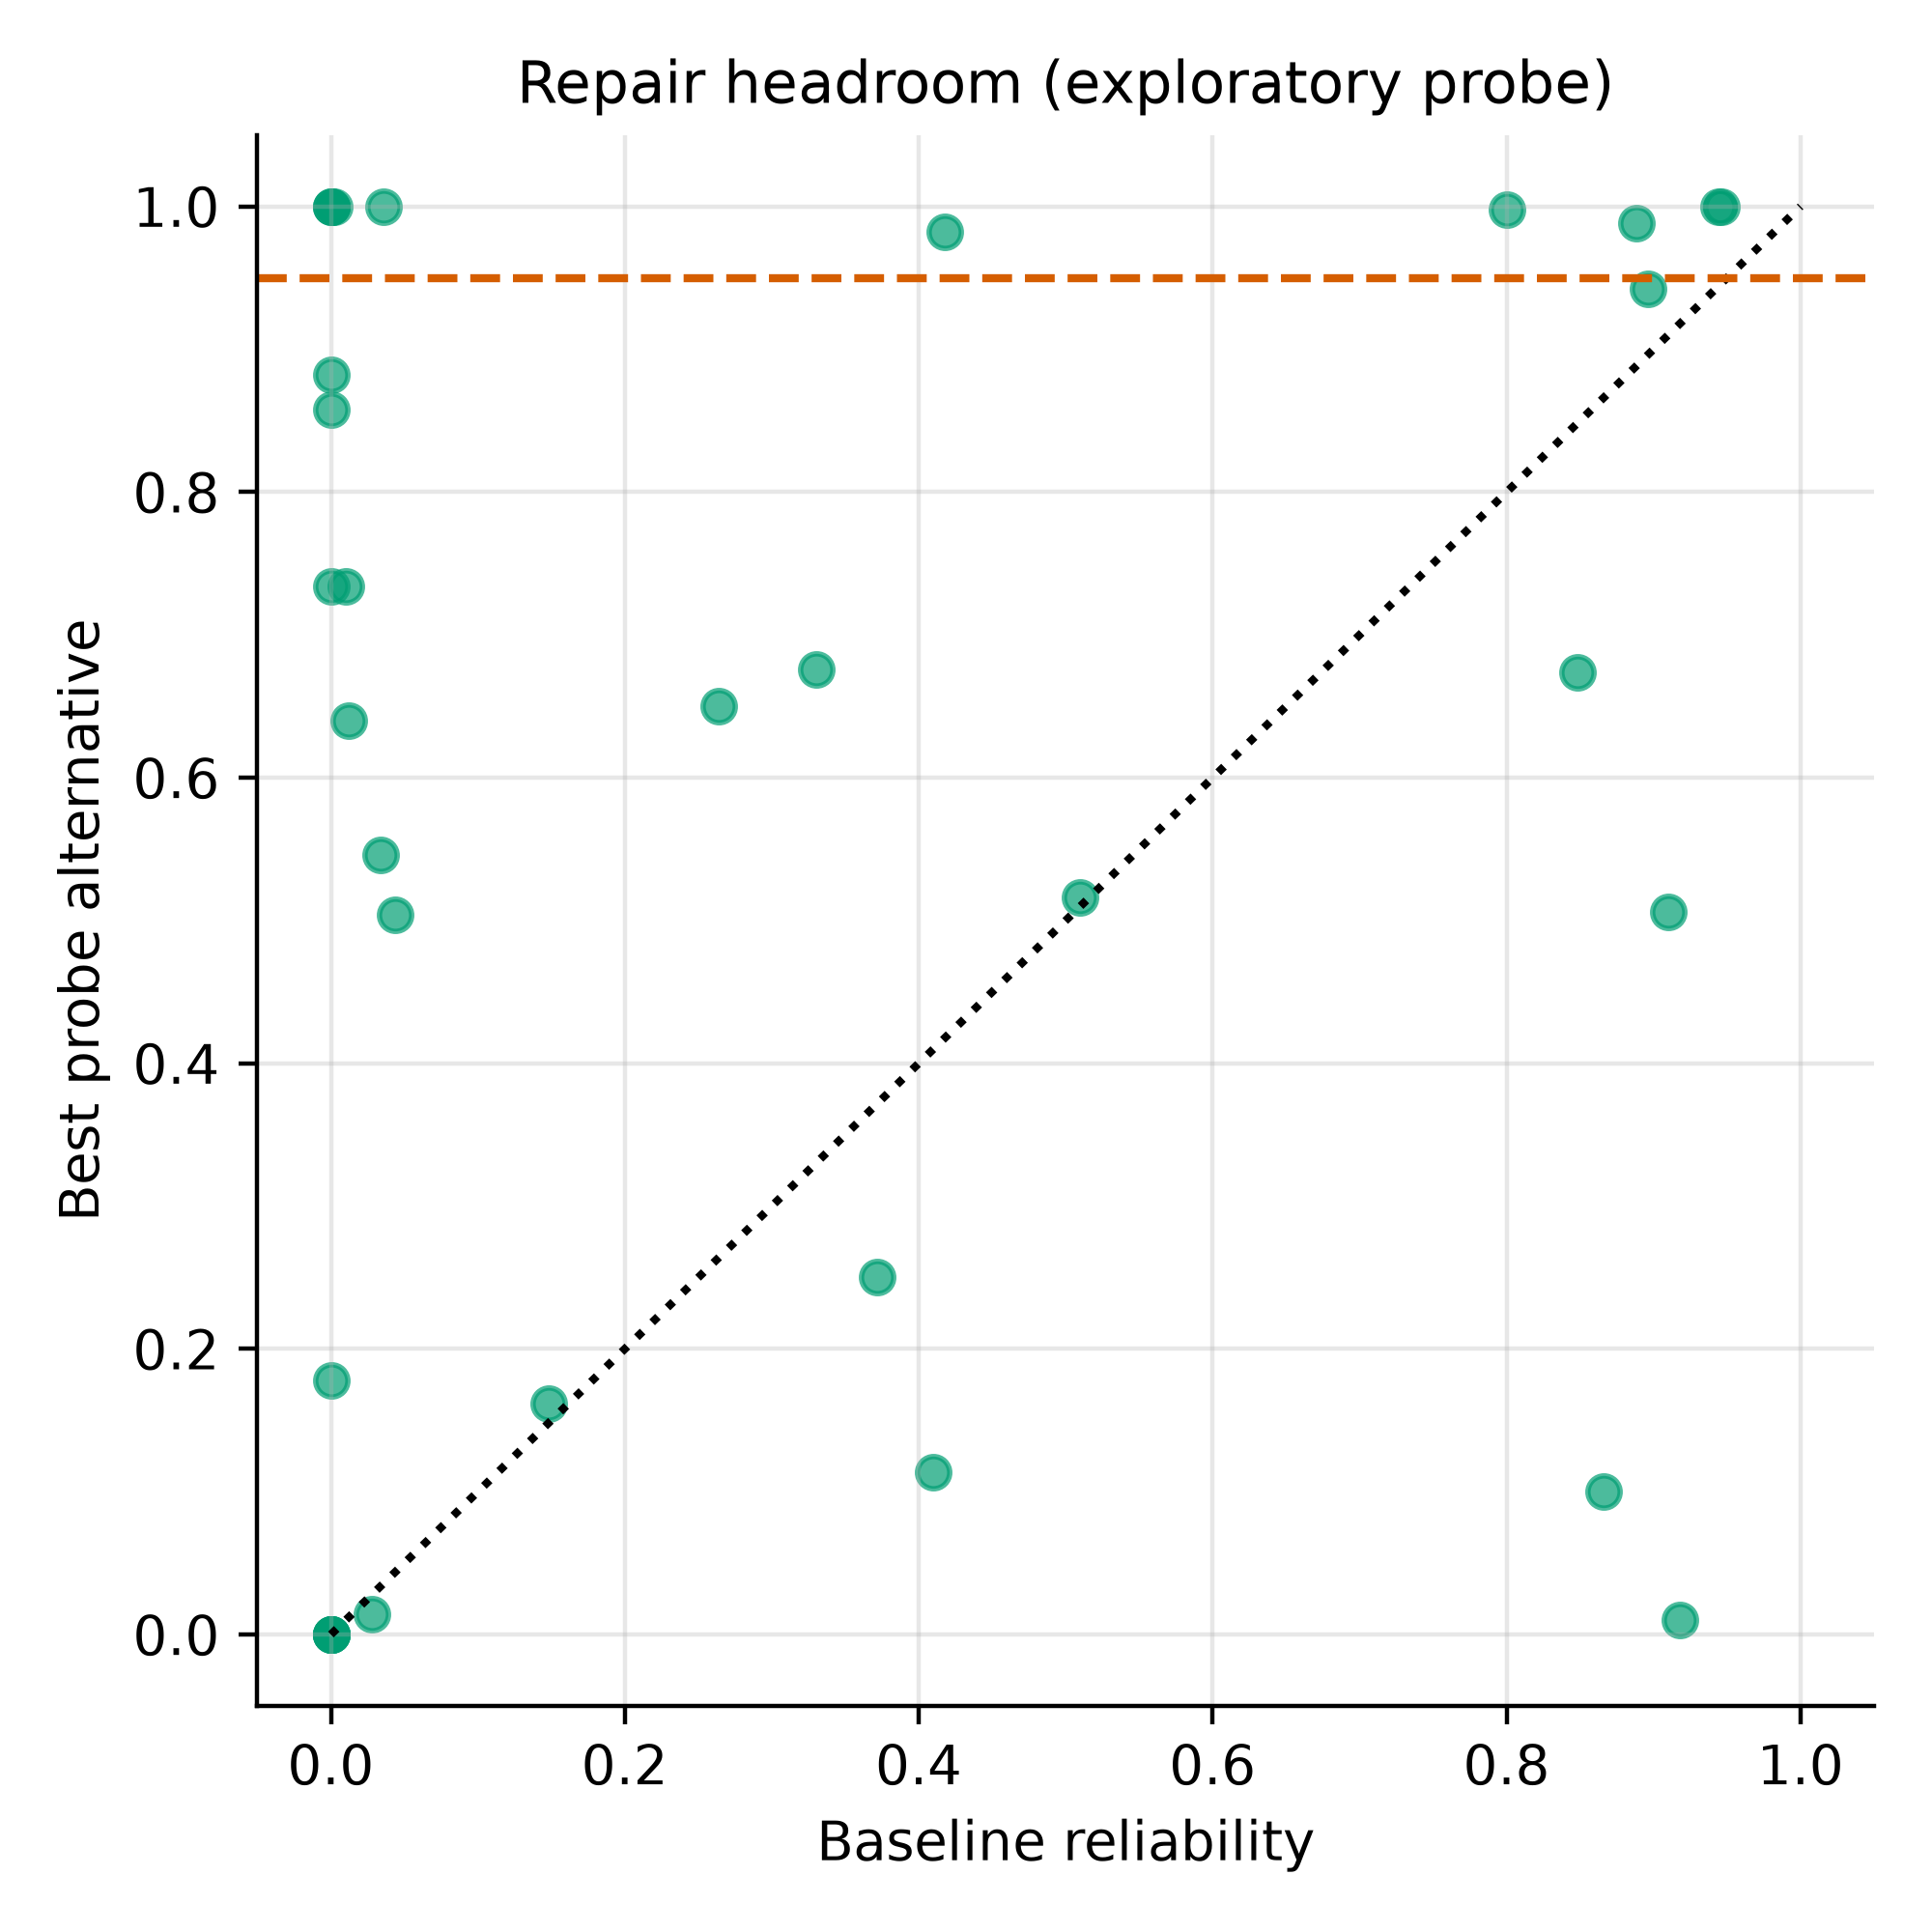 Repair headroom (exploratory probe)
Best probe alternative
1.0
0.8
0.6
0.4
0.2
0.0
0.0 0.2 0.4 0.6 0.8 1.0
Baseline reliability